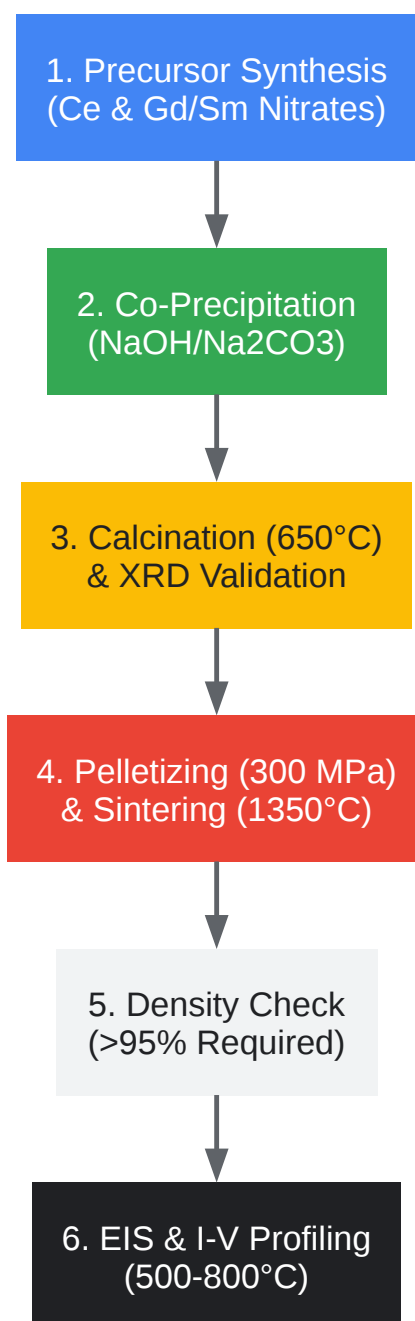 1. Precursor Synthesis
(Ce & Gd/Sm Nitrates)
2. Co-Precipitation
(NaOH/Na2CO3)
3. Calcination (650°C)
& XRD Validation
4. Pelletizing (300 MPa)
& Sintering (1350°C)
5. Density Check
(>95% Required)
6. EIS & I-V Profiling
(500-800°C)